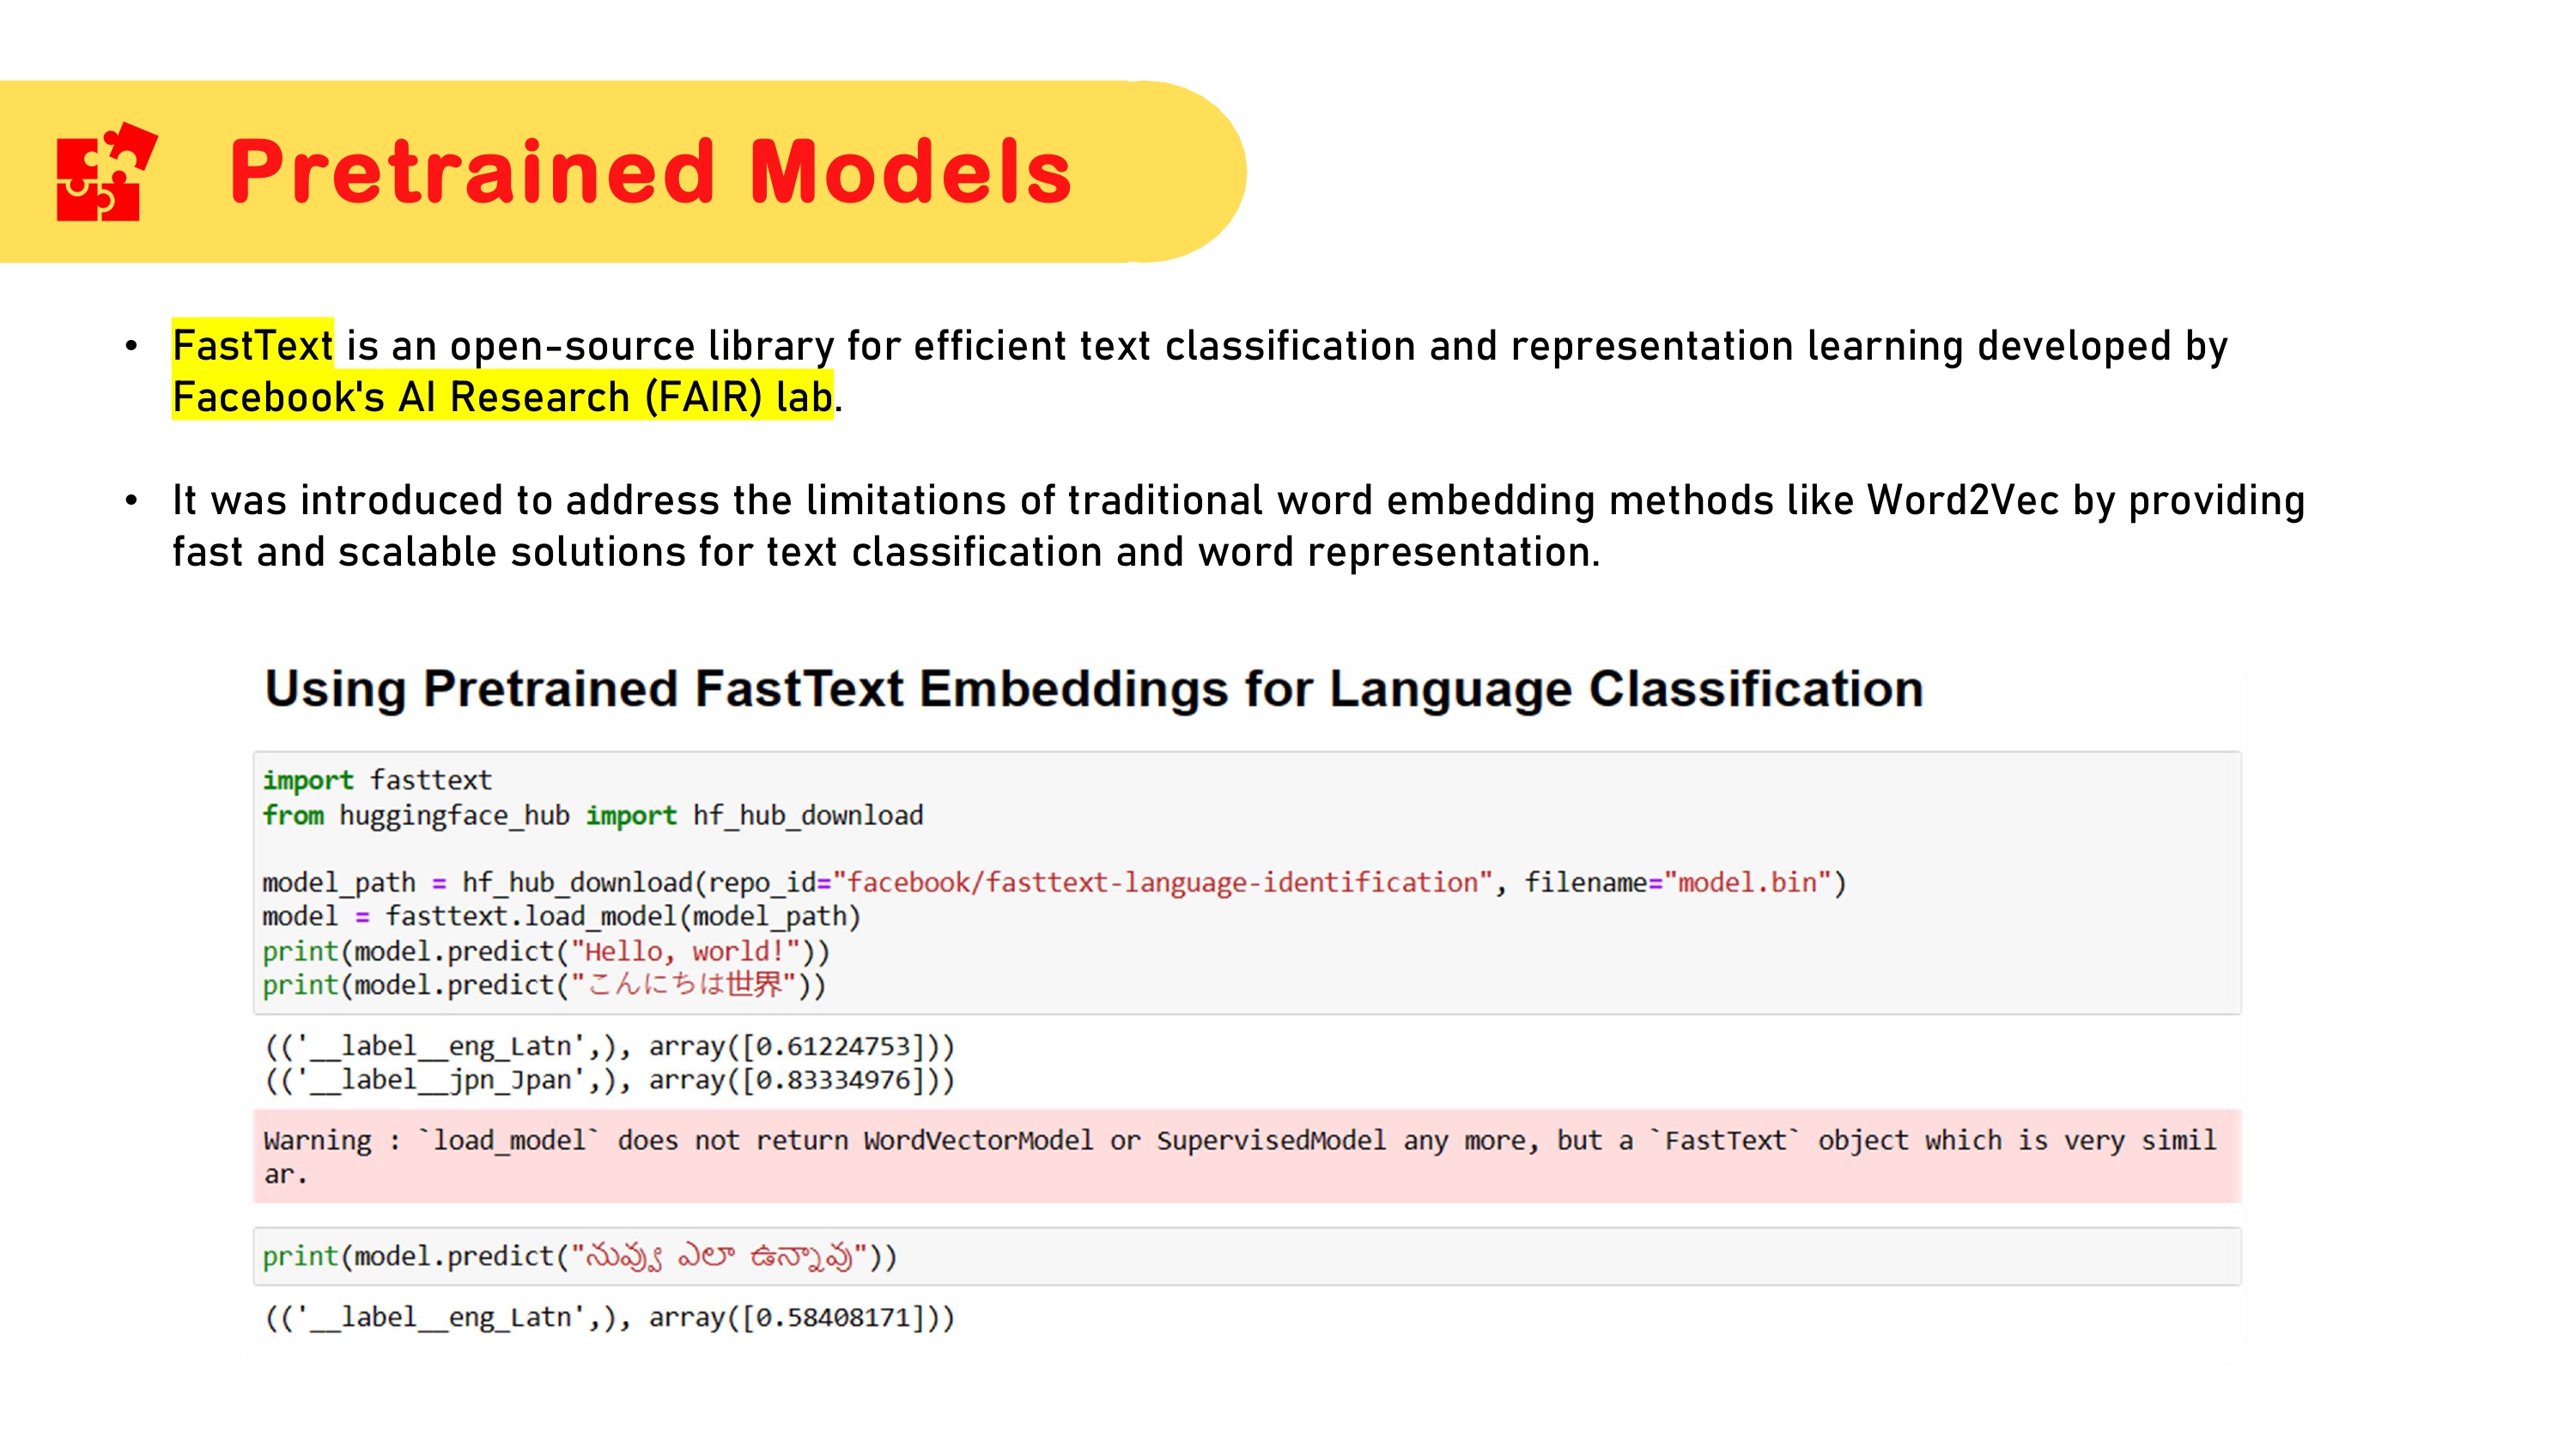 Pretrained Models
• FastText is an open-source library for efficient text classification and representation learning developed by
Facebook's AI Research (FAIR) lab.
• It was introduced to address the limitations of traditional word embedding methods like Word2Vec by providing
fast and scalable solutions for text classification and word representation.
Using Pretrained FastText Embeddings for Language Classification
import fasttext
from huggingface_hub import hf_hub_download
model_path = hf_hub_download(repo_id="facebook/fasttext-language-identification", filename="model.bin")
model = fasttext.load_model(model_path)
print(model.predict("Hello, world!"))
print(model.predict("こんにちは世界"))
(('__label__eng_Latn',), array([0.61224753]))
(('__label__jpn_Jpan',), array([0.83334976]))
Warning : `load_model` does not return WordVectorModel or SupervisedModel any more, but a `FastText` object which is very simil
ar.
print(model.predict("నువ్వు ఎలా ఉన్నావు"))
(('__label__eng_Latn',), array([0.58408171]))